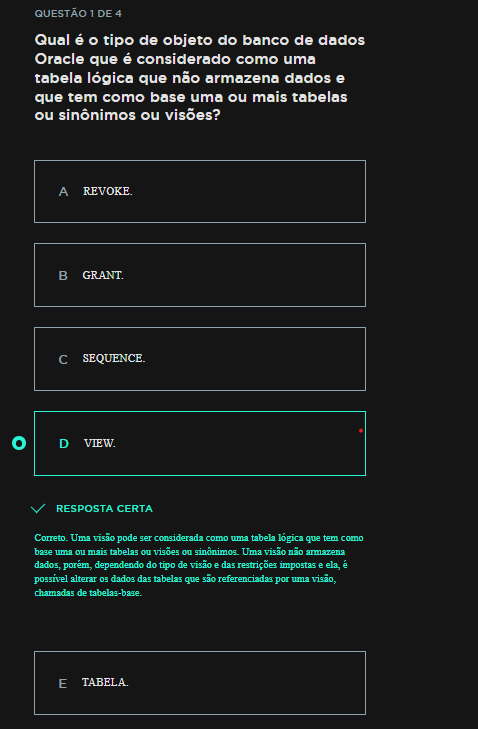 QUESTÃO 1 DE 4
Qual é o tipo de objeto do banco de dados
Oracle que é considerado como uma
tabela lógica que não armazena dados e
que tem como base uma ou mais tabelas
ou sinônimos ou visões?
A REVOKE.
B GRANT.
C SEQUENCE.
D VIEW.
RESPOSTA CERTA
Correto. Uma visão pode ser considerada como uma tabela lógica que tem como
base uma ou mais tabelas ou visões ou sinônimos. Uma visão não armazena
dados, porém, dependendo do tipo de visão e das restrições impostas e ela, é
possível alterar os dados das tabelas que são referenciadas por uma visão,
chamadas de tabelas-base.
E TABELA.